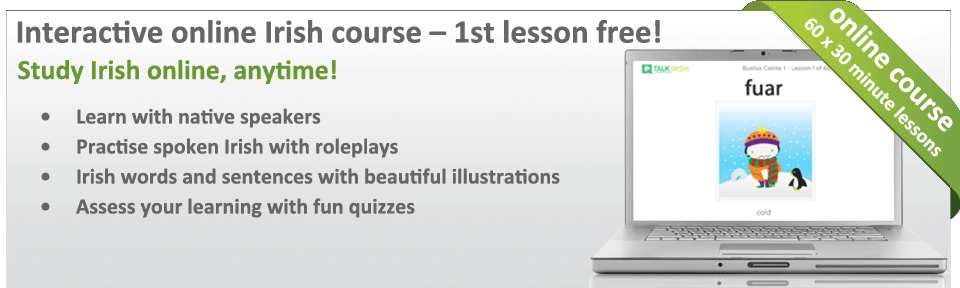 Interactive online Irish course – 1st lesson free!
Study Irish online, anytime!
• Learn with native speakers
• Practise spoken Irish with roleplays
• Irish words and sentences with beautiful illustrations
• Assess your learning with fun quizzes
online course
60 x 30 minute lessons
TALK IRISH
Buntús Cainte 1 - Lesson 1 of 60
fuar
cold